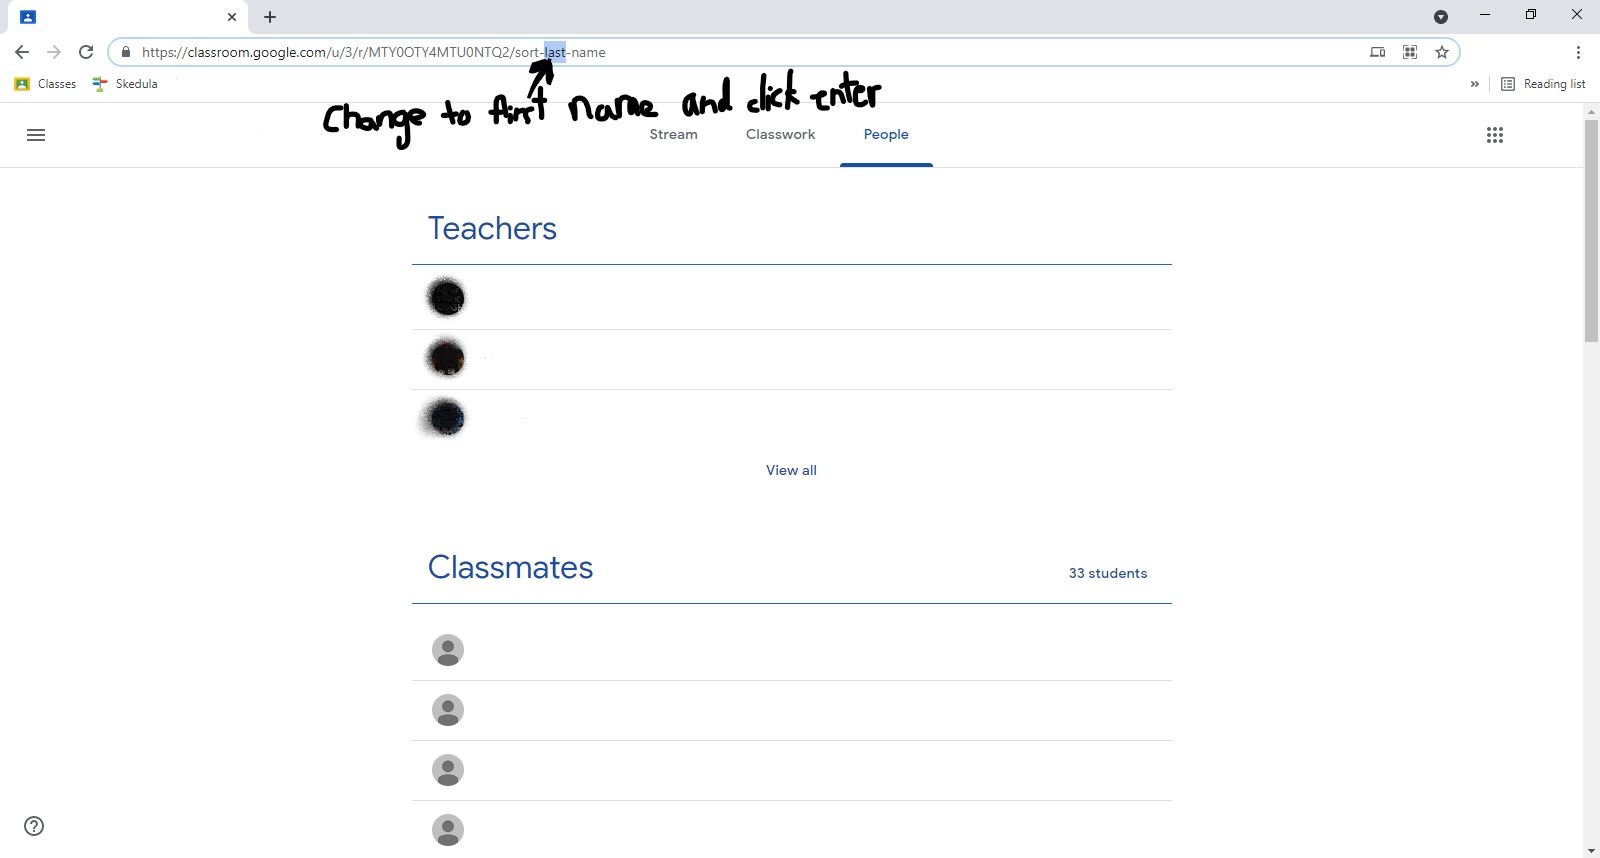 https://classroom.google.com/u/3/r/MTY0OTY4MTU0NTQ2/sort-last-name
Classes Skedula » Reading list
Change to first name and click enter
Stream Classwork People
Teachers
View all
Classmates 33 students